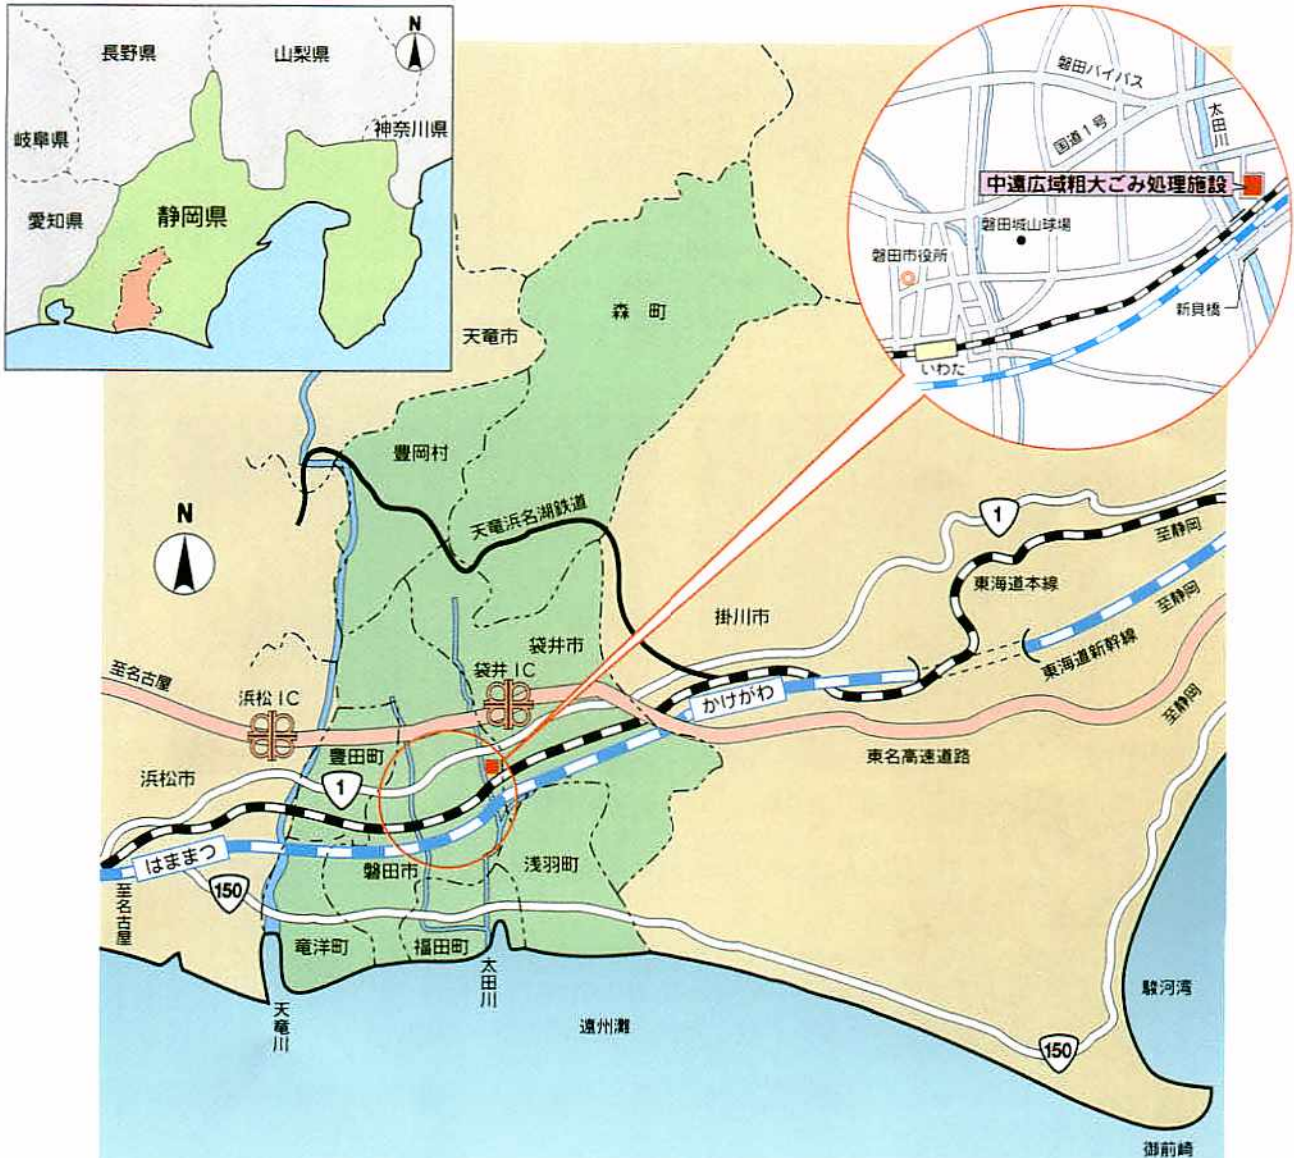 長野県
山梨県
N
岐阜県
神奈川県
愛知県
静岡県
磐田バイパス
太田川
国道1号
中遠広域粗大ごみ処理施設
磐田城山球場
磐田市役所
新貝橋
いわた
森町
天竜市
豊岡村
天竜浜名湖鉄道
N
1
至静岡
東海道本線
至静岡
掛川市
袋井市
東海道新幹線
至名古屋
浜松IC
袋井IC
かけがわ
至静岡
豊田町
東名高速道路
浜松市
1
はままつ
磐田市
浅羽町
至名古屋
150
竜洋町
福田町
太田川
天竜川
遠州灘
駿河湾
150
御前崎